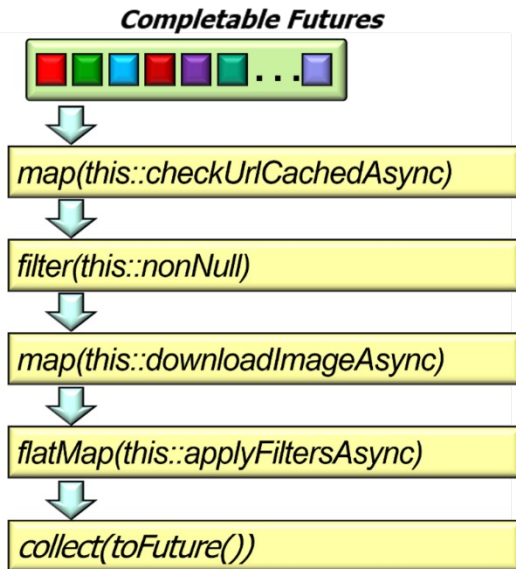 Completable Futures
. . .
map(this::checkUrlCachedAsync)
filter(this::nonNull)
map(this::downloadImageAsync)
flatMap(this::applyFiltersAsync)
collect(toFuture())